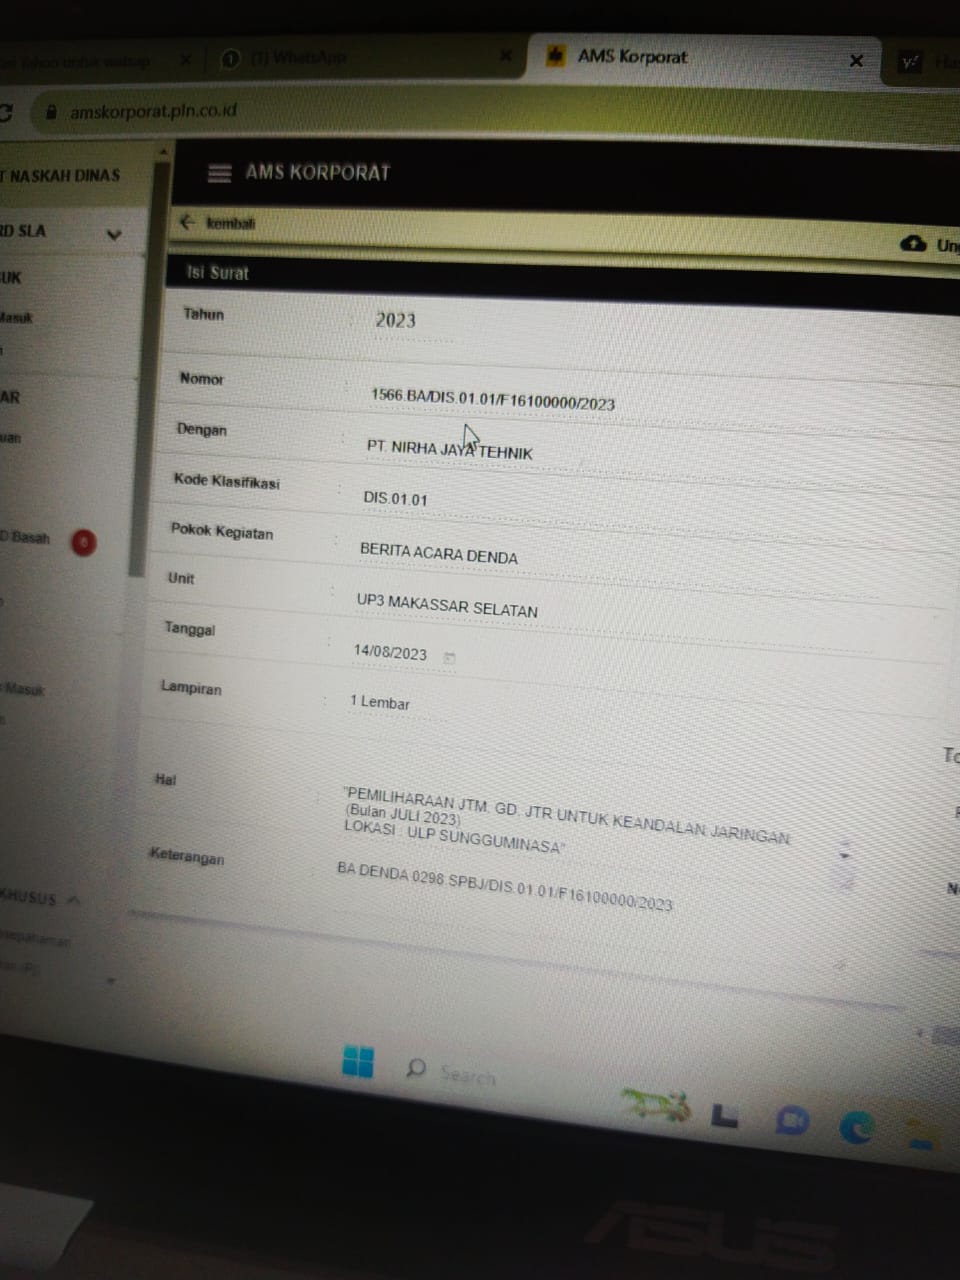 (1) WhatsApp
AMS Korporat
amskorporat.pln.co.id
T NASKAH DINAS
AMS KORPORAT
RD SLA
kembali
UK
Isi Surat
Masuk
Tahun : 2023
AR
Nomor : 1566.BA/DIS.01.01/F16100000/2023
Dengan : PT. NIRHA JAYA TEHNIK
Kode Klasifikasi : DIS.01.01
D Basah
Pokok Kegiatan : BERITA ACARA DENDA
Unit : UP3 MAKASSAR SELATAN
Tanggal : 14/08/2023
Masuk
Lampiran : 1 Lembar
Hal : "PEMILIHARAAN JTM, GD, JTR UNTUK KEANDALAN JARINGAN
(Bulan JULI 2023)
LOKASI : ULP SUNGGUMINASA"
Keterangan : BA DENDA 0298.SPBJ/DIS.01.01/F16100000/2023
KHUSUS
Search
ASUS